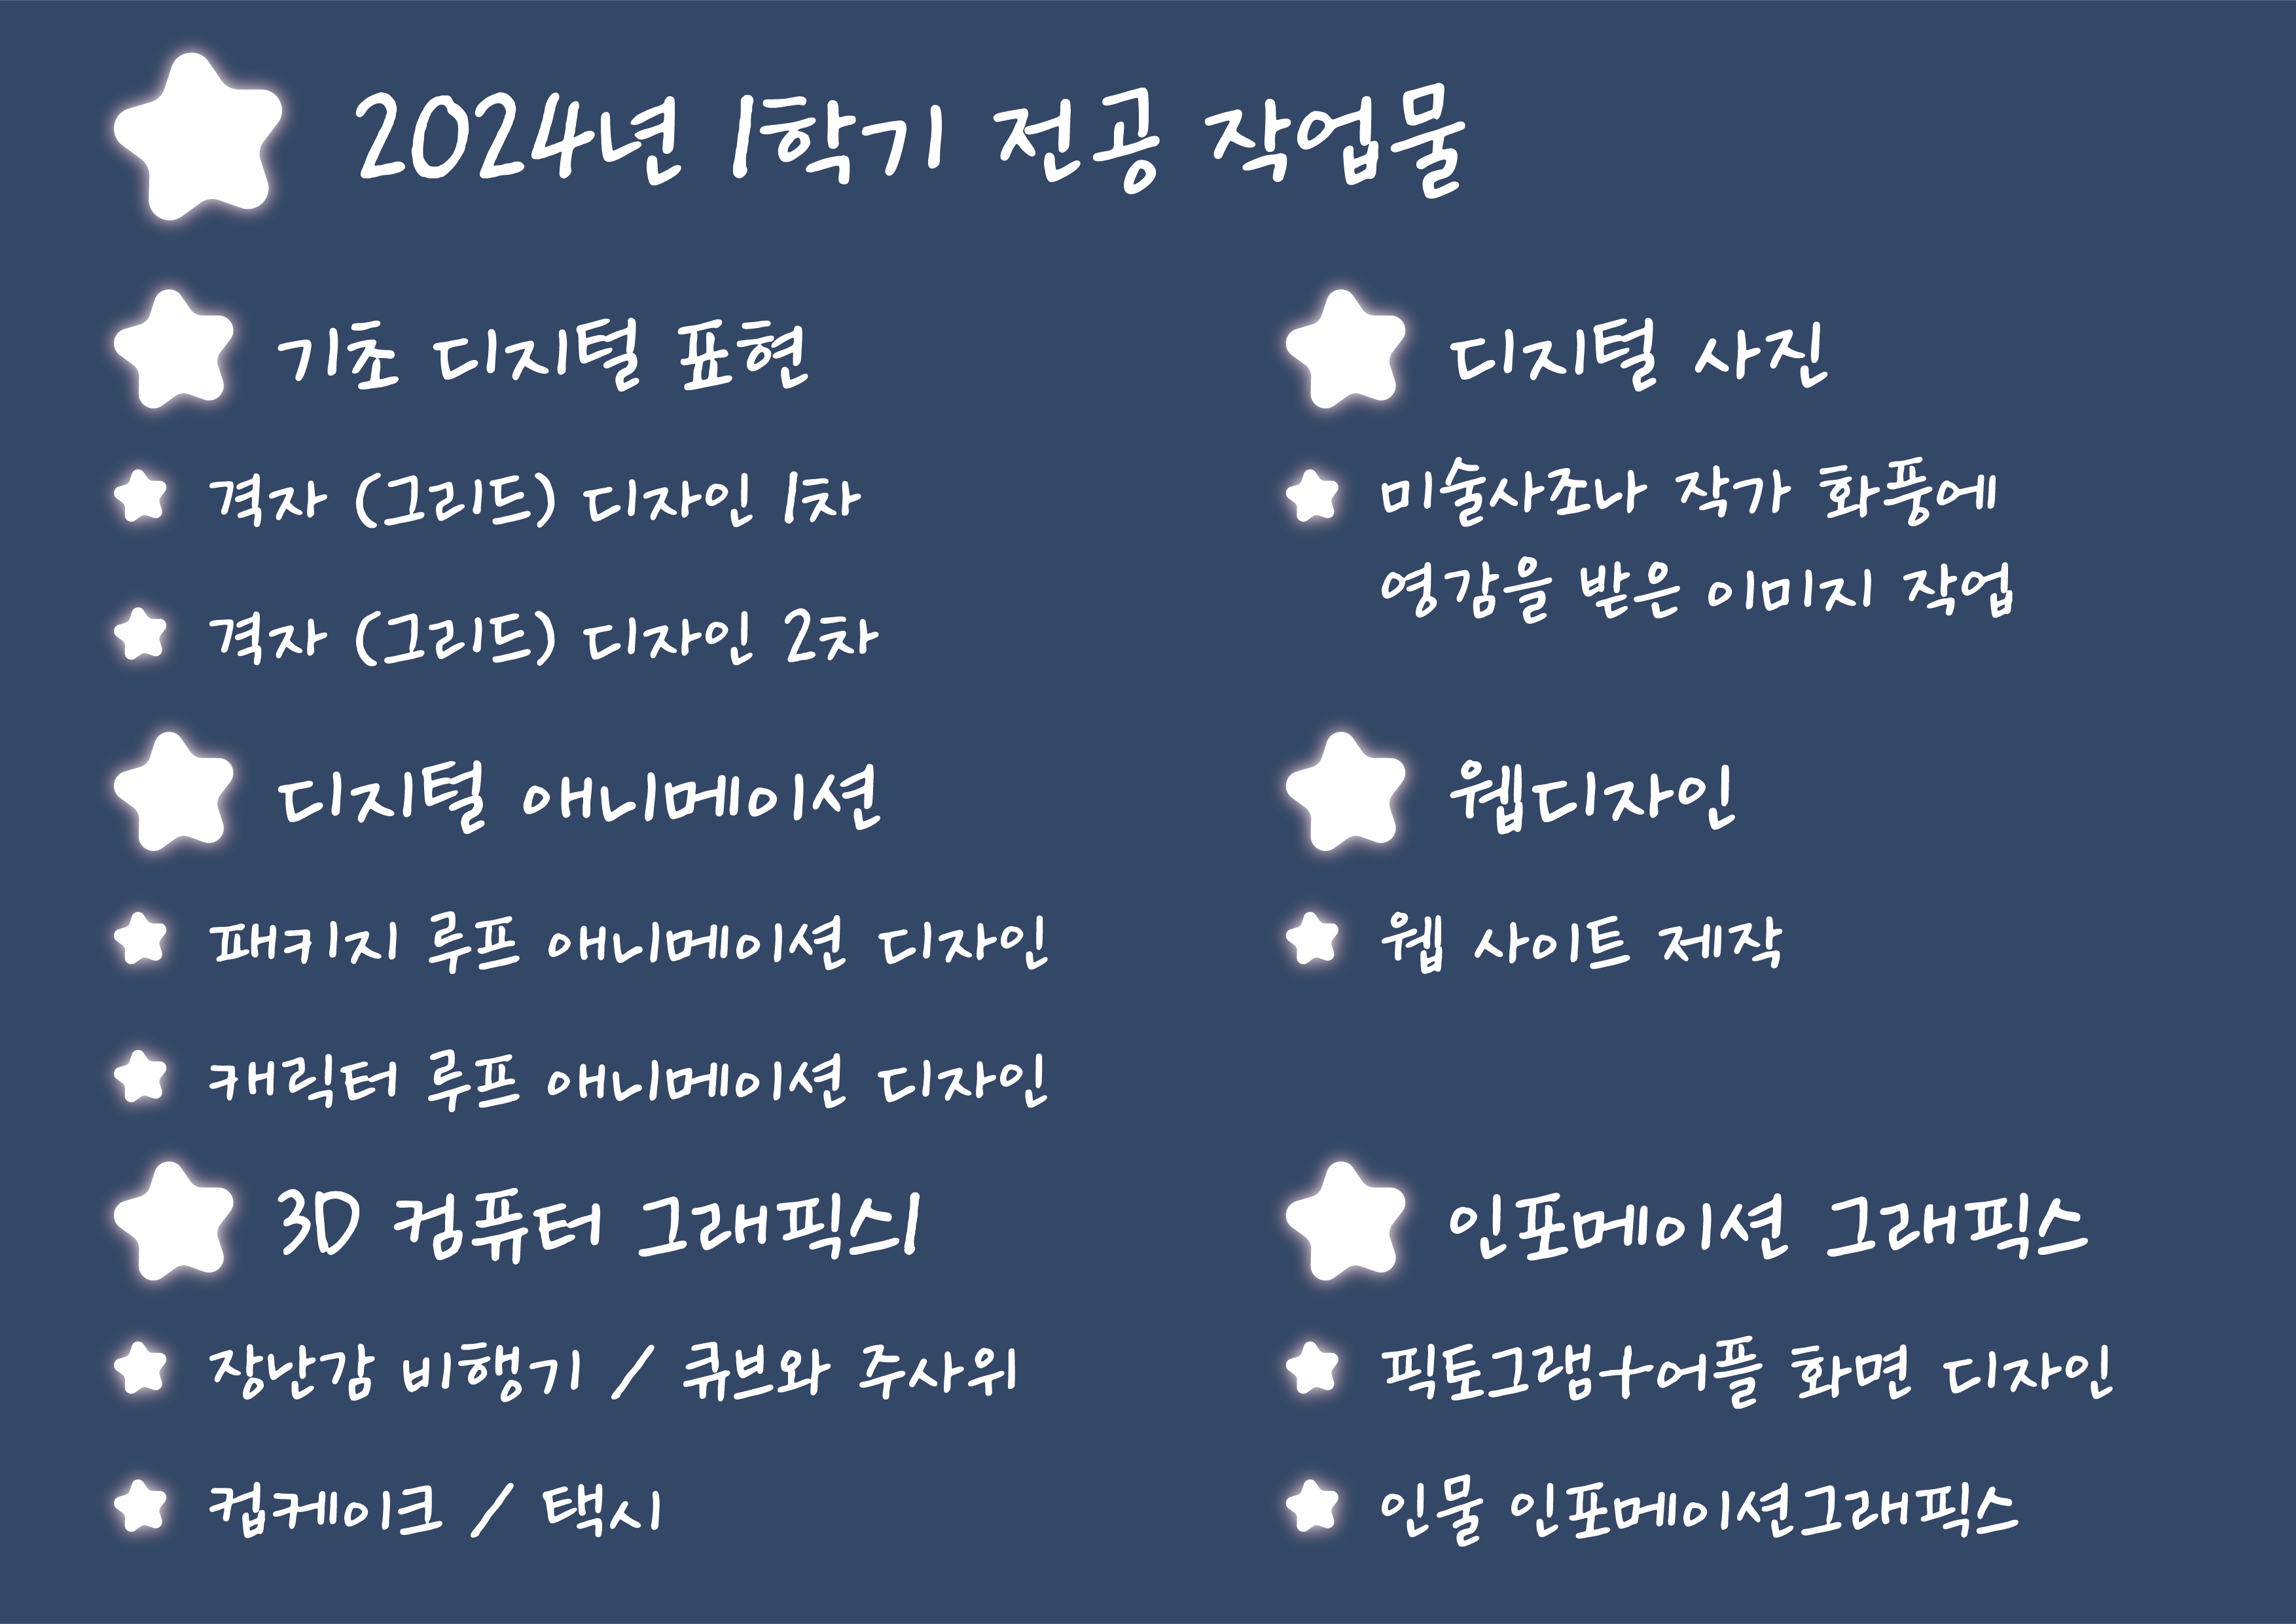 2024년 1학기 전공 작업물
기초 디지털 표현
격자 (그리드) 디자인 1차
격자 (그리드) 디자인 2차
디지털 사진
미술사조나 작가 화풍에
영감을 받은 이미지 작업
디지털 애니메이션
패키지 루프 애니메이션 디자인
캐릭터 루프 애니메이션 디자인
웹디자인
웹 사이트 제작
3D 컴퓨터 그래픽스1
장난감 비행기 / 큐브와 주사위
컵케이크 / 택시
인포메이션 그래픽스
픽토그램+어플 화면 디자인
인물 인포메이션그래픽스